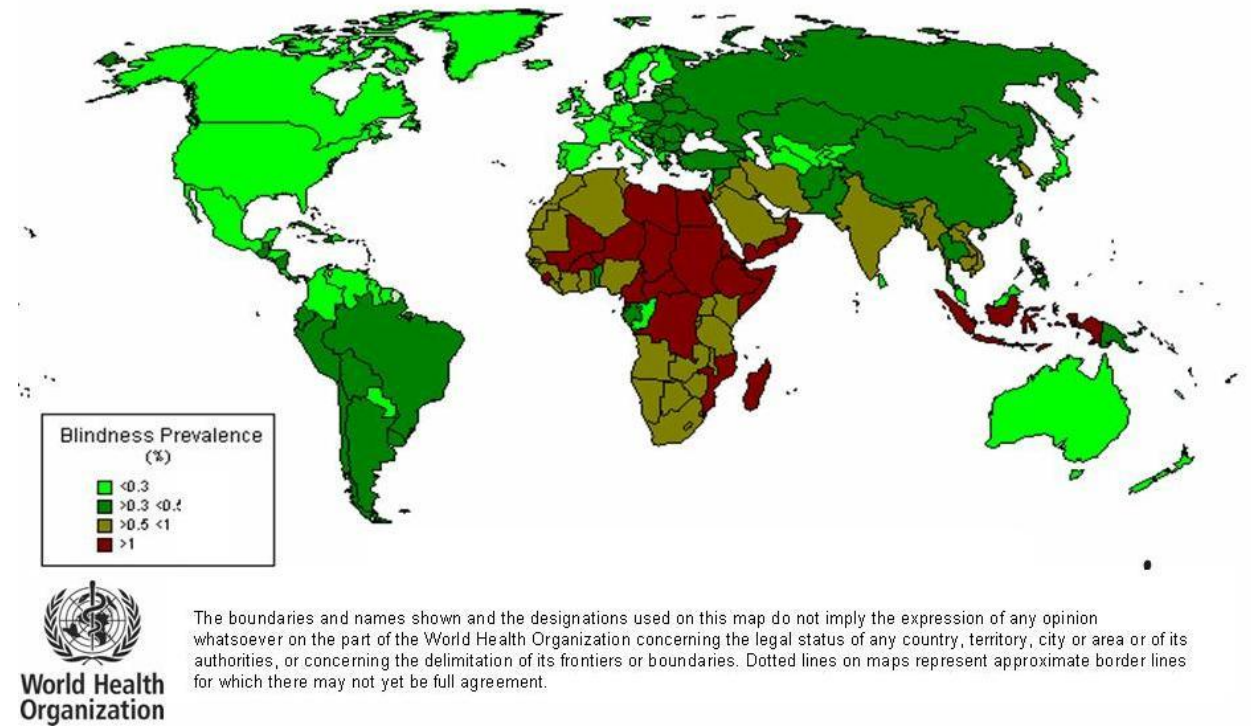 Blindness Prevalence
(%)
<0.3
>0.3 <0.5
>0.5 <1
>1
The boundaries and names shown and the designations used on this map do not imply the expression of any opinion
whatsoever on the part of the World Health Organization concerning the legal status of any country, territory, city or area or of its
authorities, or concerning the delimitation of its frontiers or boundaries. Dotted lines on maps represent approximate border lines
for which there may not yet be full agreement.
World Health
Organization